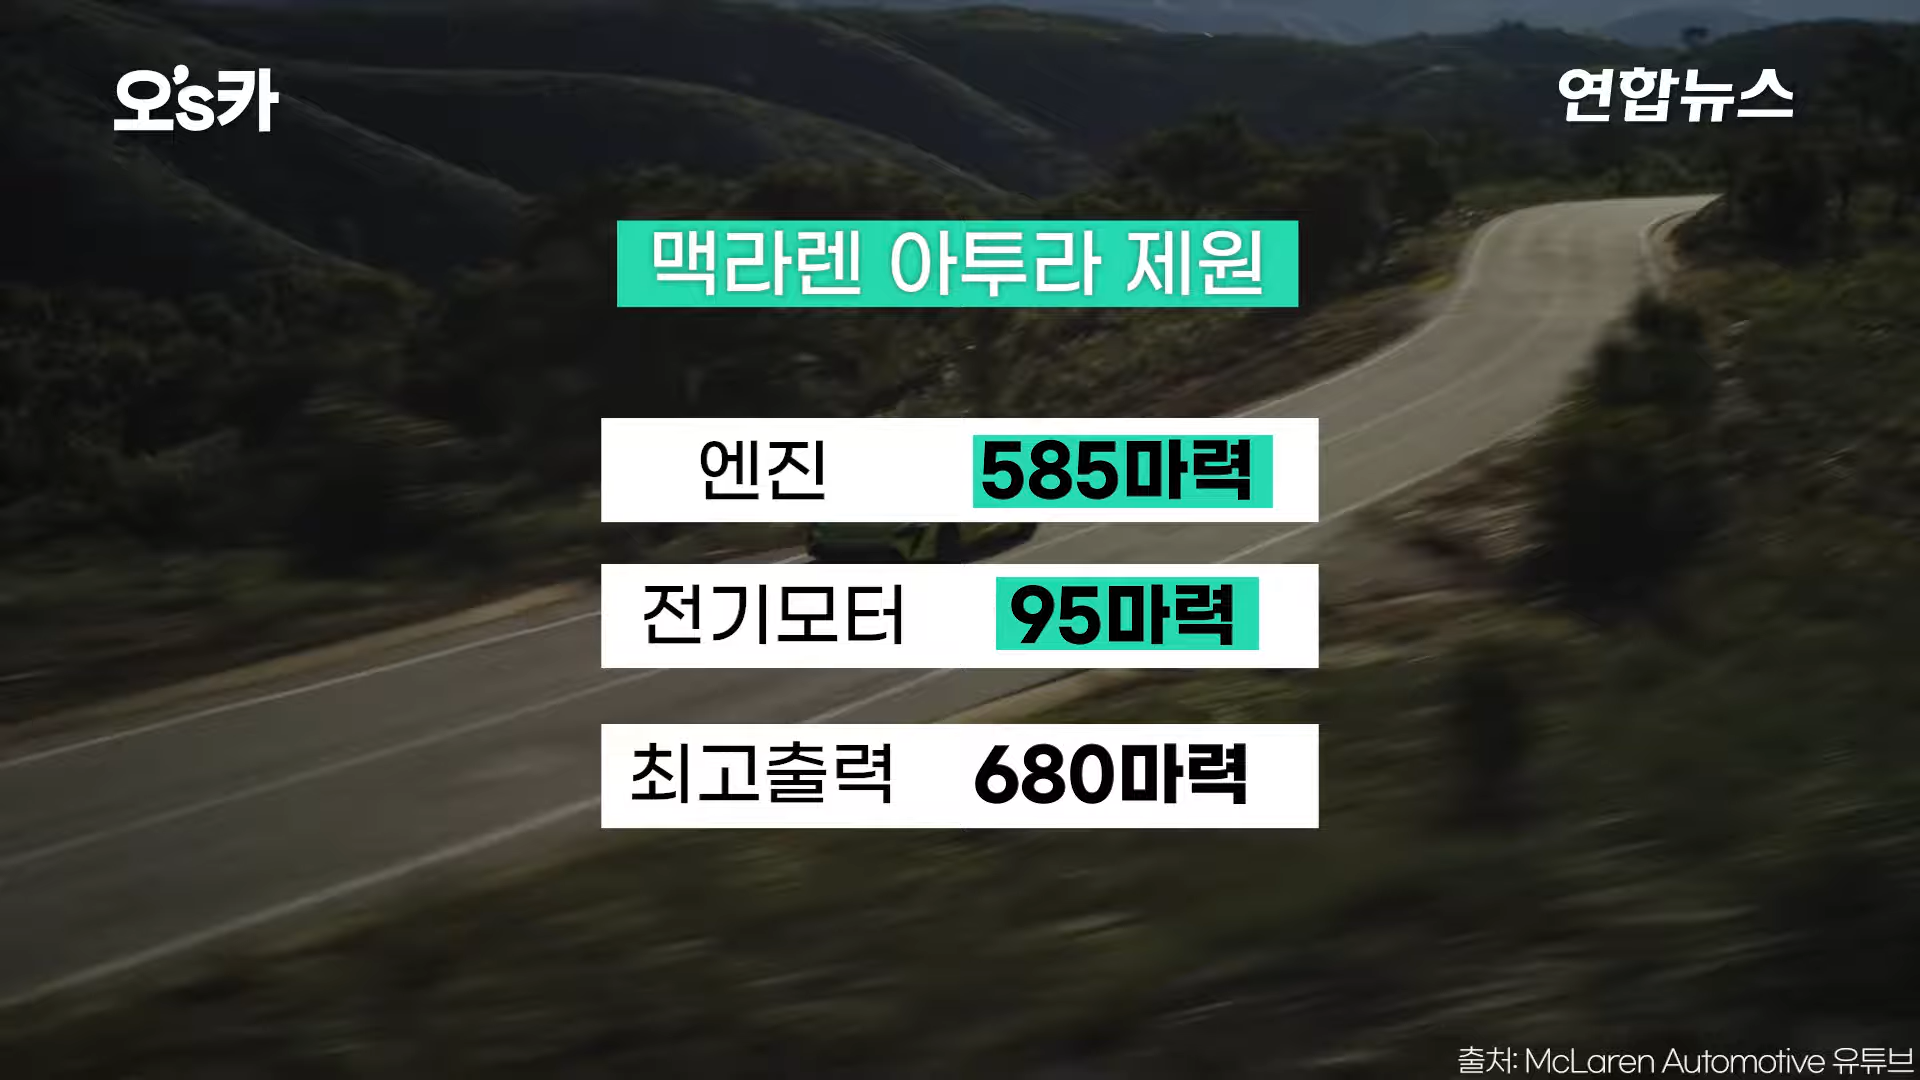 오's카
연합뉴스
맥라렌 아투라 제원
엔진 585마력
전기모터 95마력
최고출력 680마력
출처: McLaren Automotive 유튜브